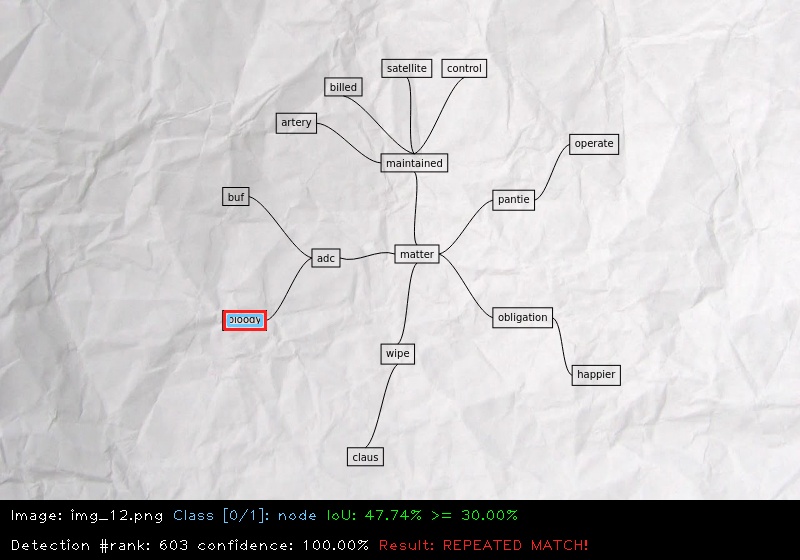 satellite
control
billed
artery
operate
maintained
buf
pantie
matter
adc
obligation
bloody
wipe
happier
claus
Image: img_12.png Class [0/1]: node IoU: 47.74% >= 30.00%
Detection #rank: 603 confidence: 100.00% Result: REPEATED MATCH!